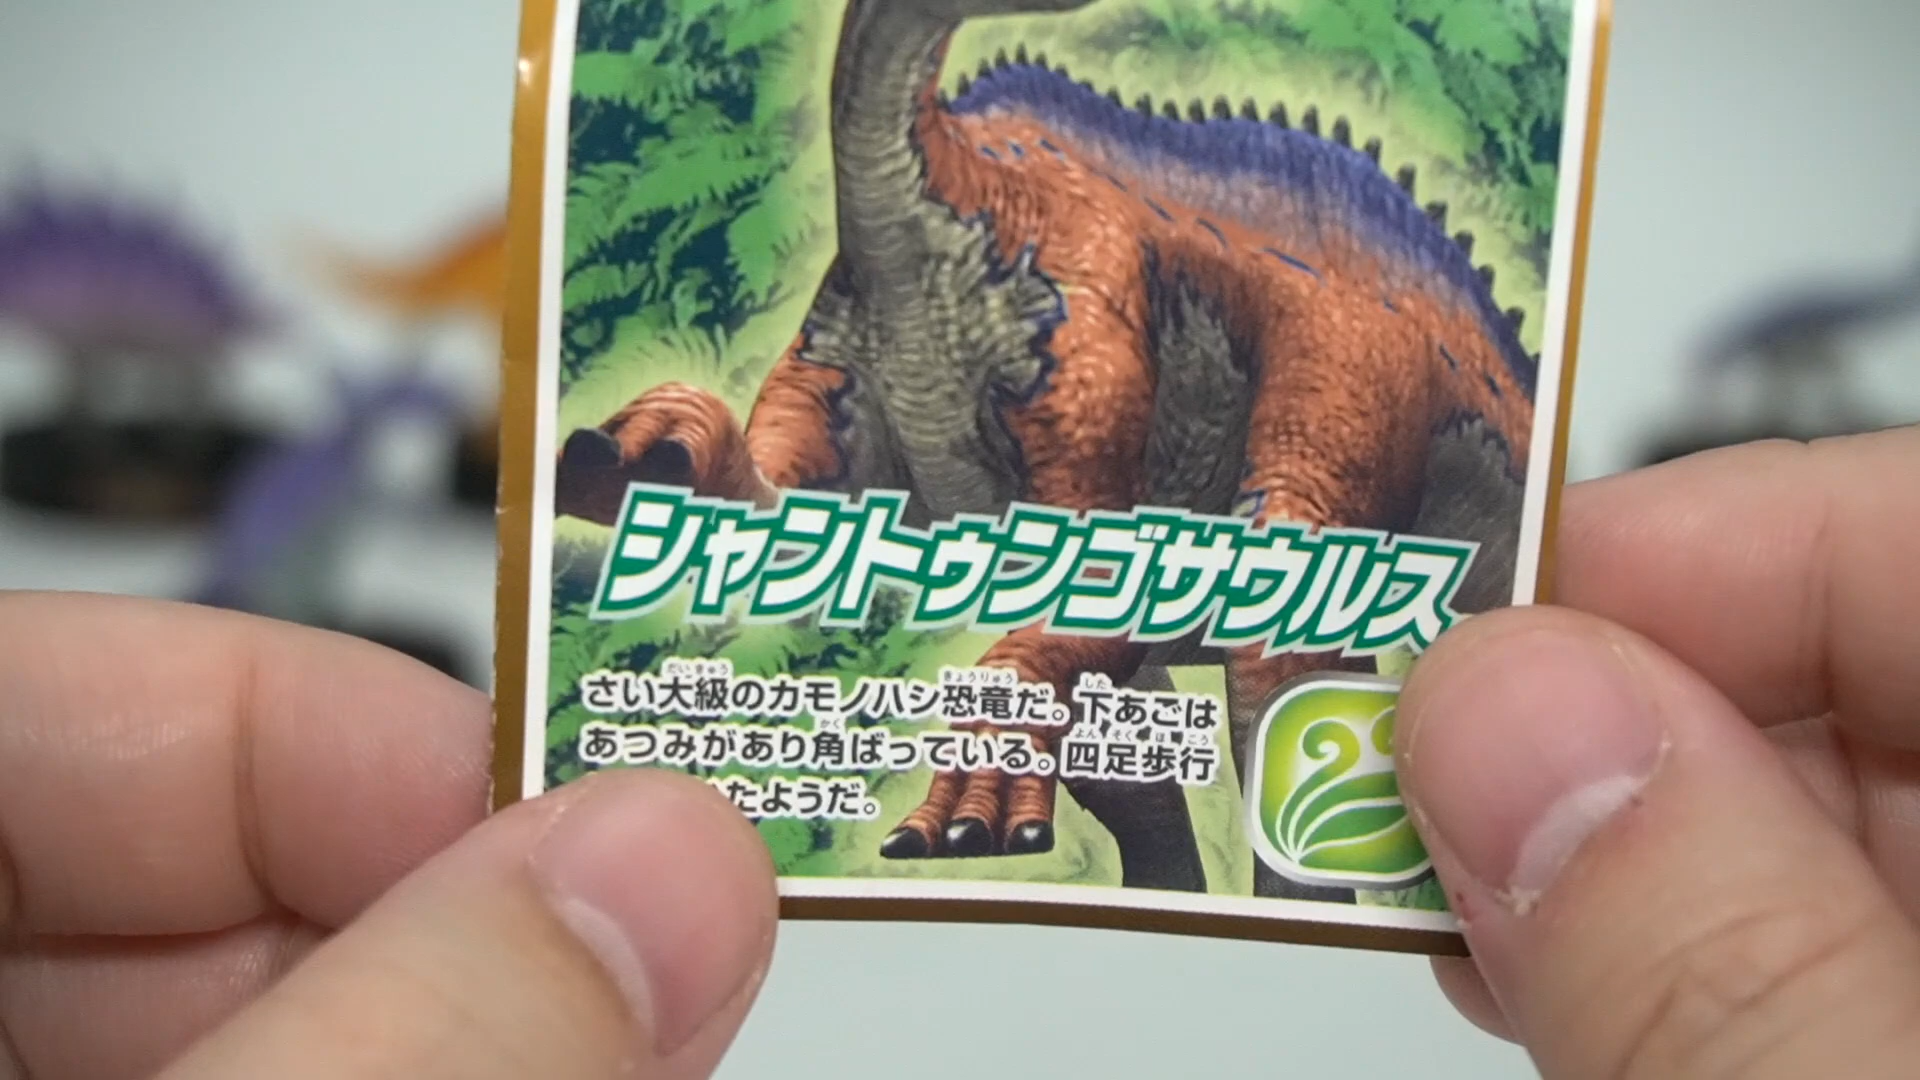 シャントゥンゴサウルス
さい大級のカモノハシ恐竜だ。下あごは
あつみがあり角ばっている。四足歩行
たようだ。